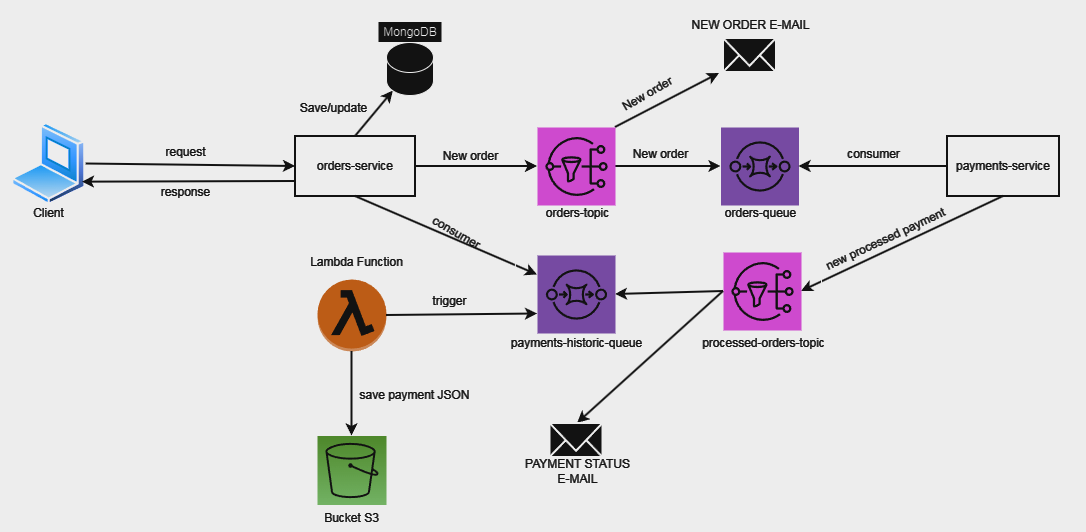 NEW ORDER E-MAIL
MongoDB
Save/update
New order
request
orders-service
New order
New order
consumer
payments-service
response
Client
orders-topic
orders-queue
consumer
new processed payment
Lambda Function
trigger
payments-historic-queue
processed-orders-topic
save payment JSON
PAYMENT STATUS
E-MAIL
Bucket S3